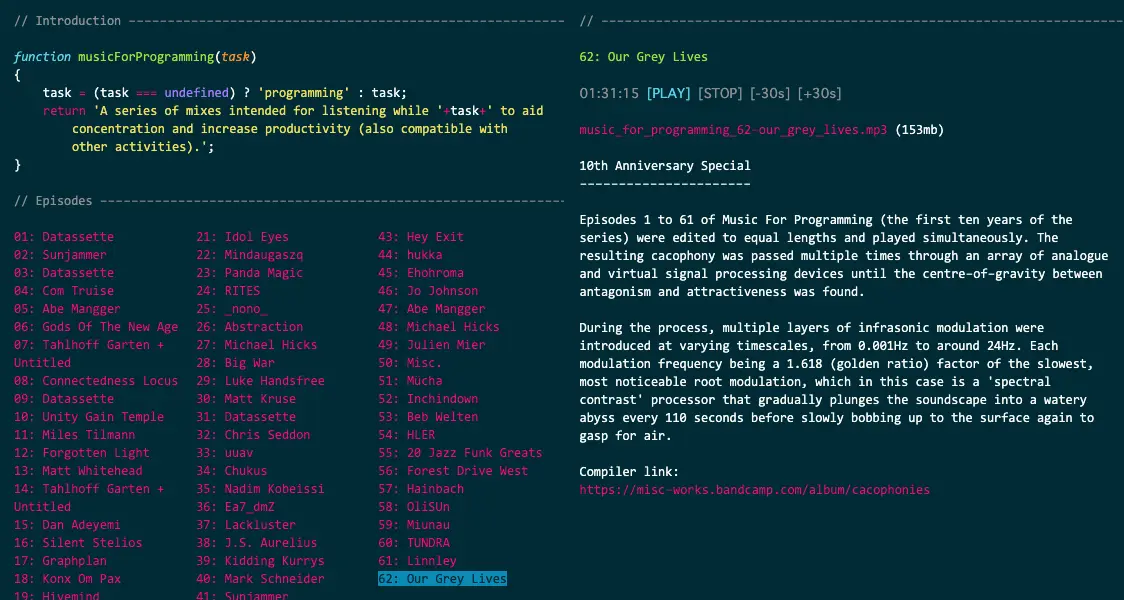 // Introduction -------------------------------------------------------------
function musicForProgramming(task)
{
task = (task === undefined) ? 'programming' : task;
return 'A series of mixes intended for listening while '+task+' to aid
concentration and increase productivity (also compatible with
other activities).';
}
// Episodes -----------------------------------------------------------------
01: Datassette
02: Sunjammer
03: Datassette
04: Com Truise
05: Abe Mangger
06: Gods Of The New Age
07: Tahlhoff Garten +
Untitled
08: Connectedness Locus
09: Datassette
10: Unity Gain Temple
11: Miles Tilmann
12: Forgotten Light
13: Matt Whitehead
14: Tahlhoff Garten +
Untitled
15: Dan Adeyemi
16: Silent Stelios
17: Graphplan
18: Konx Om Pax
19: Hivemind
21: Idol Eyes
22: Mindaugaszq
23: Panda Magic
24: RITES
25: _nono_
26: Abstraction
27: Michael Hicks
28: Big War
29: Luke Handsfree
30: Matt Kruse
31: Datassette
32: Chris Seddon
33: uuav
34: Chukus
35: Nadim Kobeissi
36: Ea7_dmZ
37: Lackluster
38: J.S. Aurelius
39: Kidding Kurrys
40: Mark Schneider
41: Sunjammer
43: Hey Exit
44: hukka
45: Ehohroma
46: Jo Johnson
47: Abe Mangger
48: Michael Hicks
49: Julien Mier
50: Misc.
51: Mücha
52: Inchindown
53: Beb Welten
54: HLER
55: 20 Jazz Funk Greats
56: Forest Drive West
57: Hainbach
58: OliSUn
59: Miunau
60: TUNDRA
61: Linnley
62: Our Grey Lives
// -------------------------------------------------------------------------
62: Our Grey Lives
01:31:15 [PLAY] [STOP] [-30s] [+30s]
music_for_programming_62-our_grey_lives.mp3 (153mb)
10th Anniversary Special
------------------------
Episodes 1 to 61 of Music For Programming (the first ten years of the
series) were edited to equal lengths and played simultaneously. The
resulting cacophony was passed multiple times through an array of analogue
and virtual signal processing devices until the centre-of-gravity between
antagonism and attractiveness was found.
During the process, multiple layers of infrasonic modulation were
introduced at varying timescales, from 0.001Hz to around 24Hz. Each
modulation frequency being a 1.618 (golden ratio) factor of the slowest,
most noticeable root modulation, which in this case is a 'spectral
contrast' processor that gradually plunges the soundscape into a watery
abyss every 110 seconds before slowly bobbing up to the surface again to
gasp for air.
Compiler link:
https://misc-works.bandcamp.com/album/cacophonies